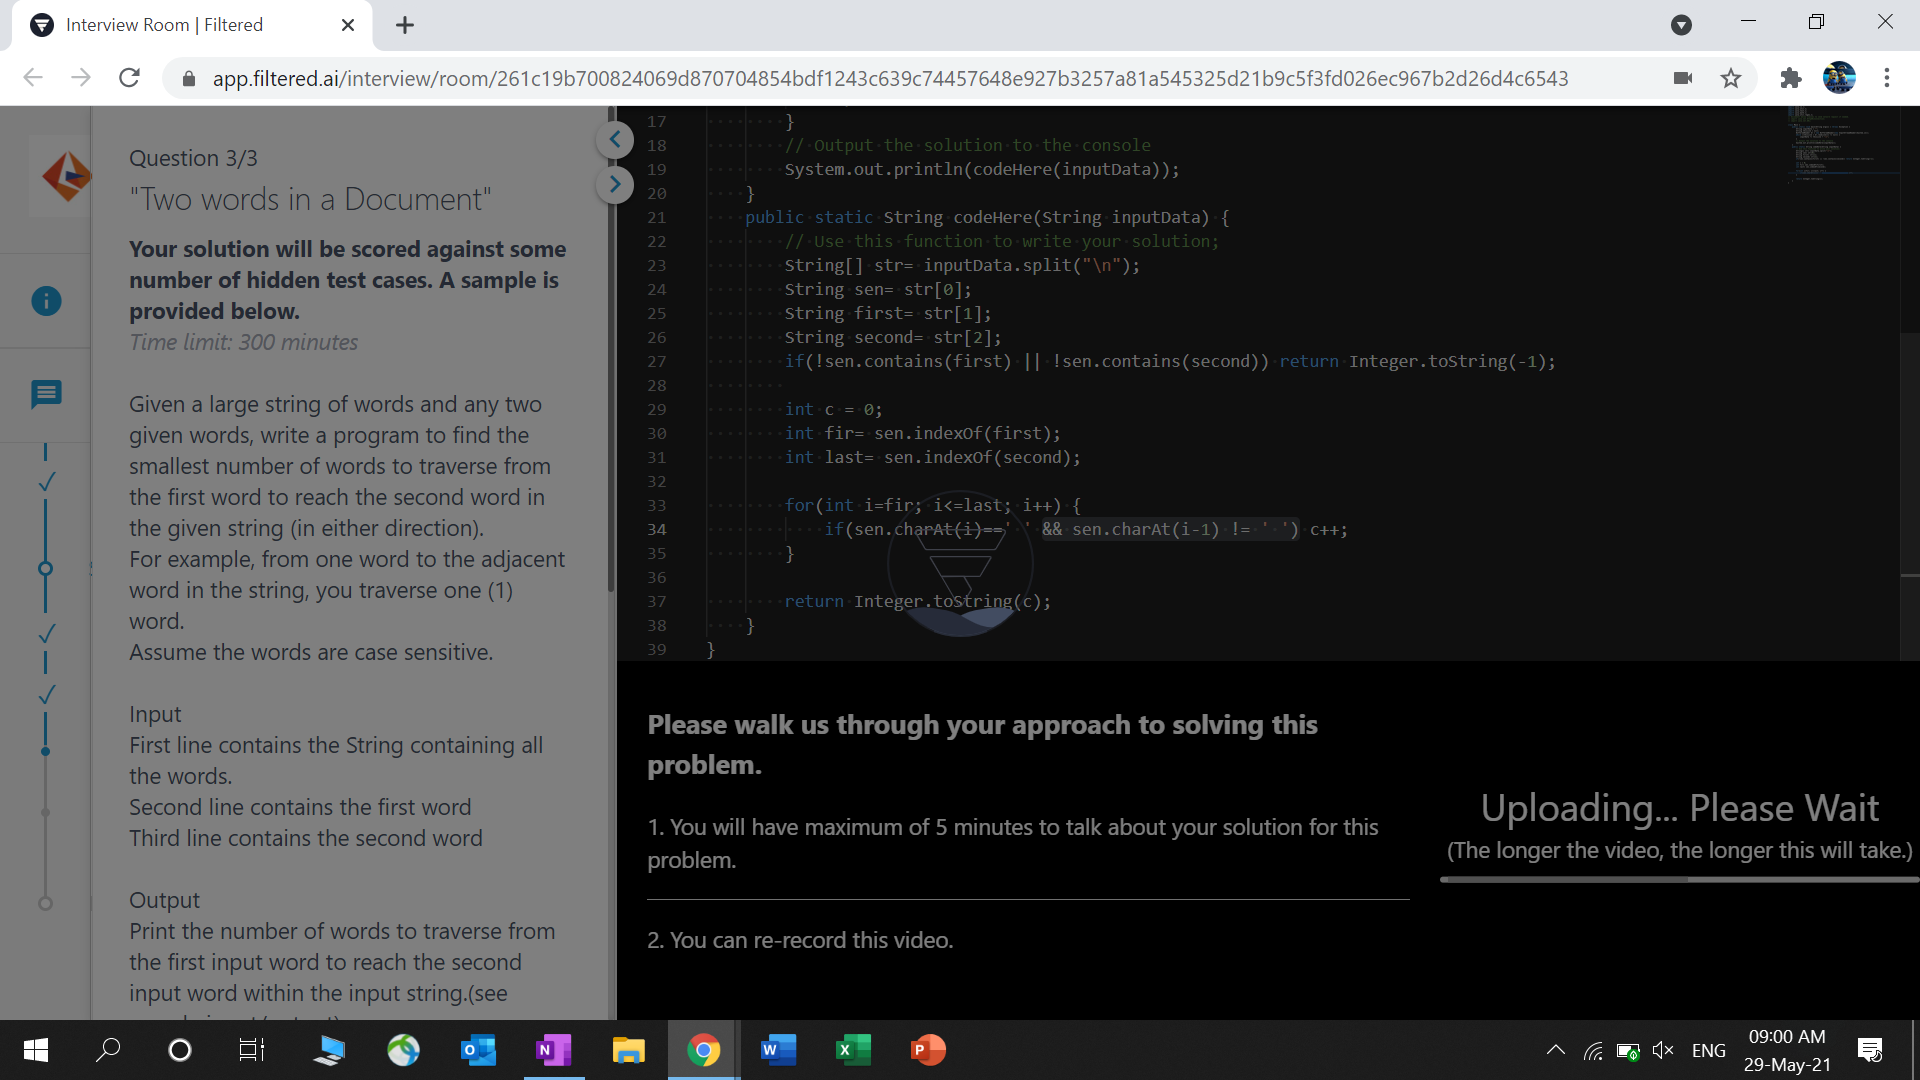 Interview Room | Filtered
app.filtered.ai/interview/room/261c19b700824069d870704854bdf1243c639c74457648e927b3257a81a545325d21b9c5f3fd026ec967b2d26d4c6543
Question 3/3
"Two words in a Document"
Your solution will be scored against some
number of hidden test cases. A sample is
provided below.
Time limit: 300 minutes
Given a large string of words and any two
given words, write a program to find the
smallest number of words to traverse from
the first word to reach the second word in
the given string (in either direction).
For example, from one word to the adjacent
word in the string, you traverse one (1)
word.
Assume the words are case sensitive.
Input
First line contains the String containing all
the words.
Second line contains the first word
Third line contains the second word
Output
Print the number of words to traverse from
the first input word to reach the second
input word within the input string.(see
17 }
18 // Output the solution to the console
19 System.out.println(codeHere(inputData));
20 }
21 public static String codeHere(String inputData) {
22 // Use this function to write your solution;
23 String[] str= inputData.split("\n");
24 String sen= str[0];
25 String first= str[1];
26 String second= str[2];
27 if(!sen.contains(first) || !sen.contains(second)) return Integer.toString(-1);
28
29 int c = 0;
30 int fir= sen.indexOf(first);
31 int last= sen.indexOf(second);
32
33 for(int i=fir; i<=last; i++) {
34 if(sen.charAt(i)==' ' && sen.charAt(i-1) != ' ') c++;
35 }
36
37 return Integer.toString(c);
38 }
39 }
Please walk us through your approach to solving this
problem.
1. You will have maximum of 5 minutes to talk about your solution for this
problem.
2. You can re-record this video.
Uploading... Please Wait
(The longer the video, the longer this will take.)
ENG
09:00 AM
29-May-21